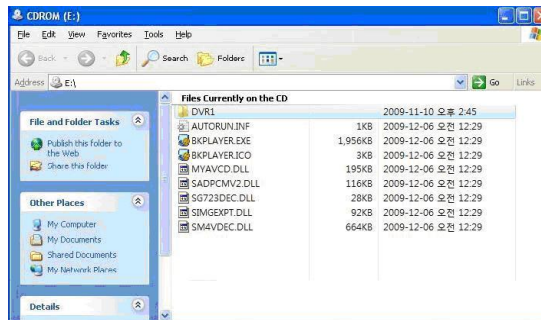 CDROM (E:)
File Edit View Favorites Tools Help
Back Search Folders
Address E:\ Go Links
File and Folder Tasks
Publish this folder to
the Web
Share this folder
Other Places
My Computer
My Documents
Shared Documents
My Network Places
Details
Files Currently on the CD
DVR1 2009-11-10 오후 2:45
AUTORUN.INF 1KB 2009-12-06 오전 12:29
BKPLAYER.EXE 1,956KB 2009-12-06 오전 12:29
BKPLAYER.ICO 3KB 2009-12-06 오전 12:29
MYAVCD.DLL 195KB 2009-12-06 오전 12:29
SADPCMV2.DLL 116KB 2009-12-06 오전 12:29
SG723DEC.DLL 28KB 2009-12-06 오전 12:29
SIMGEXPT.DLL 92KB 2009-12-06 오전 12:29
SM4VDEC.DLL 664KB 2009-12-06 오전 12:29